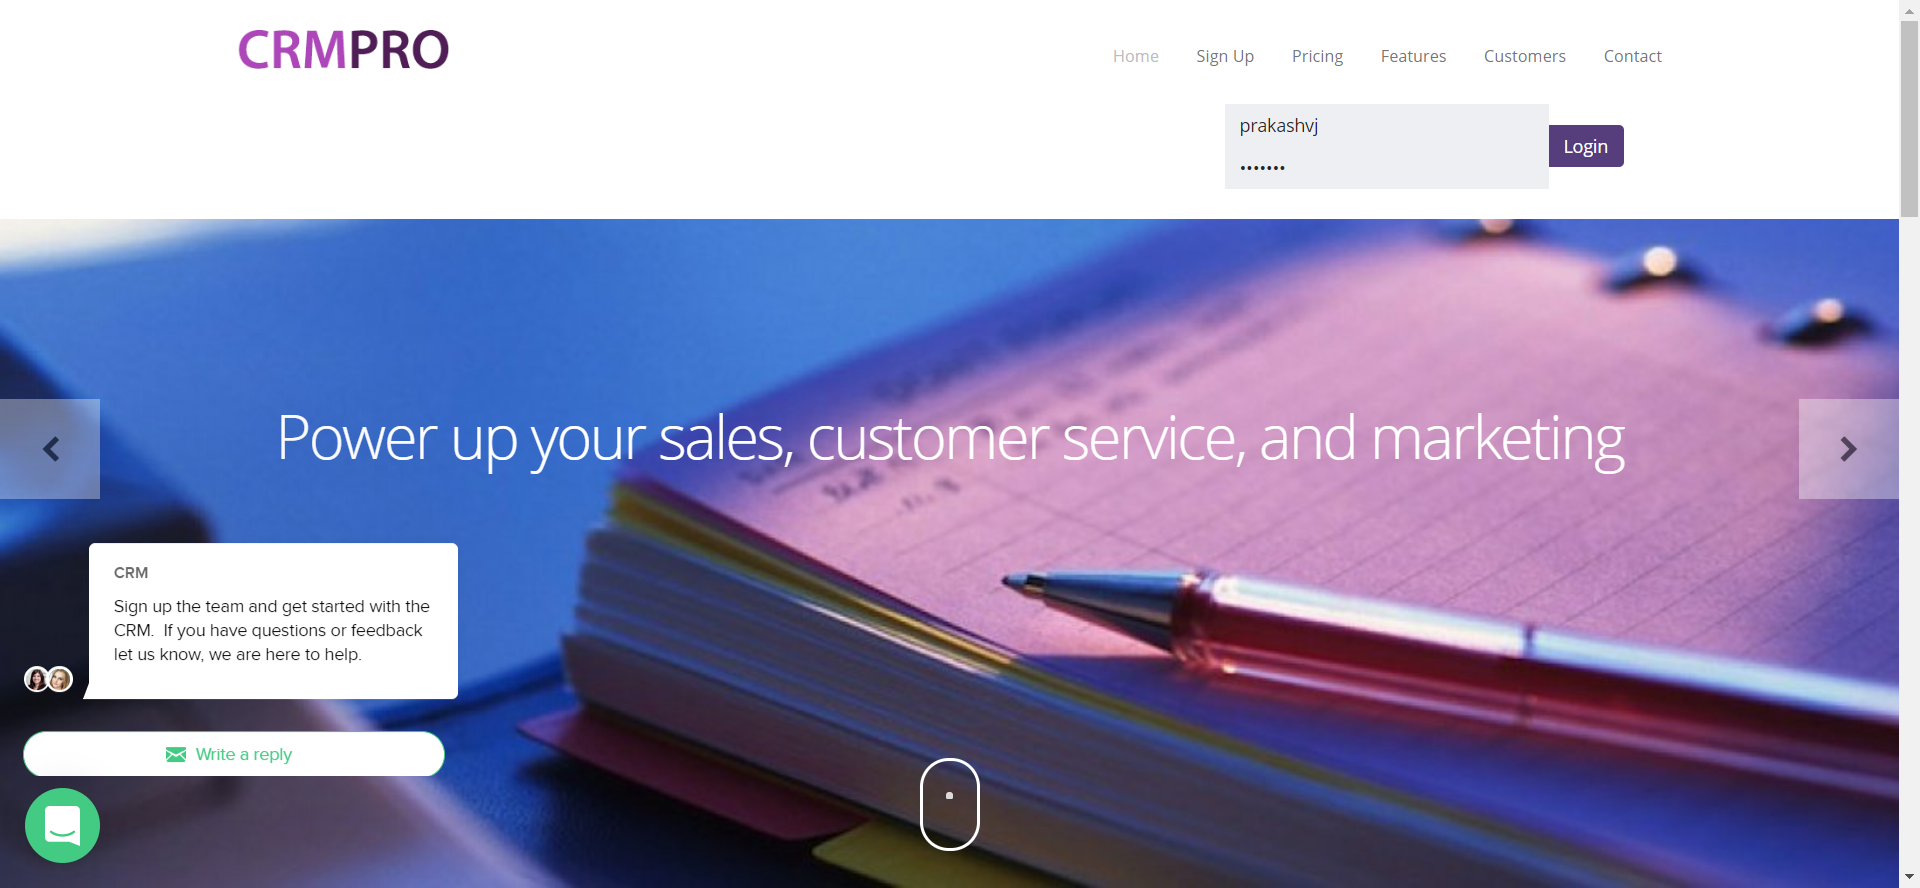 CRMPRO
Home Sign Up Pricing Features Customers Contact
prakashvj
•••••••
Login
Power up your sales, customer service, and marketing
CRM
Sign up the team and get started with the
CRM. If you have questions or feedback
let us know, we are here to help.
Write a reply